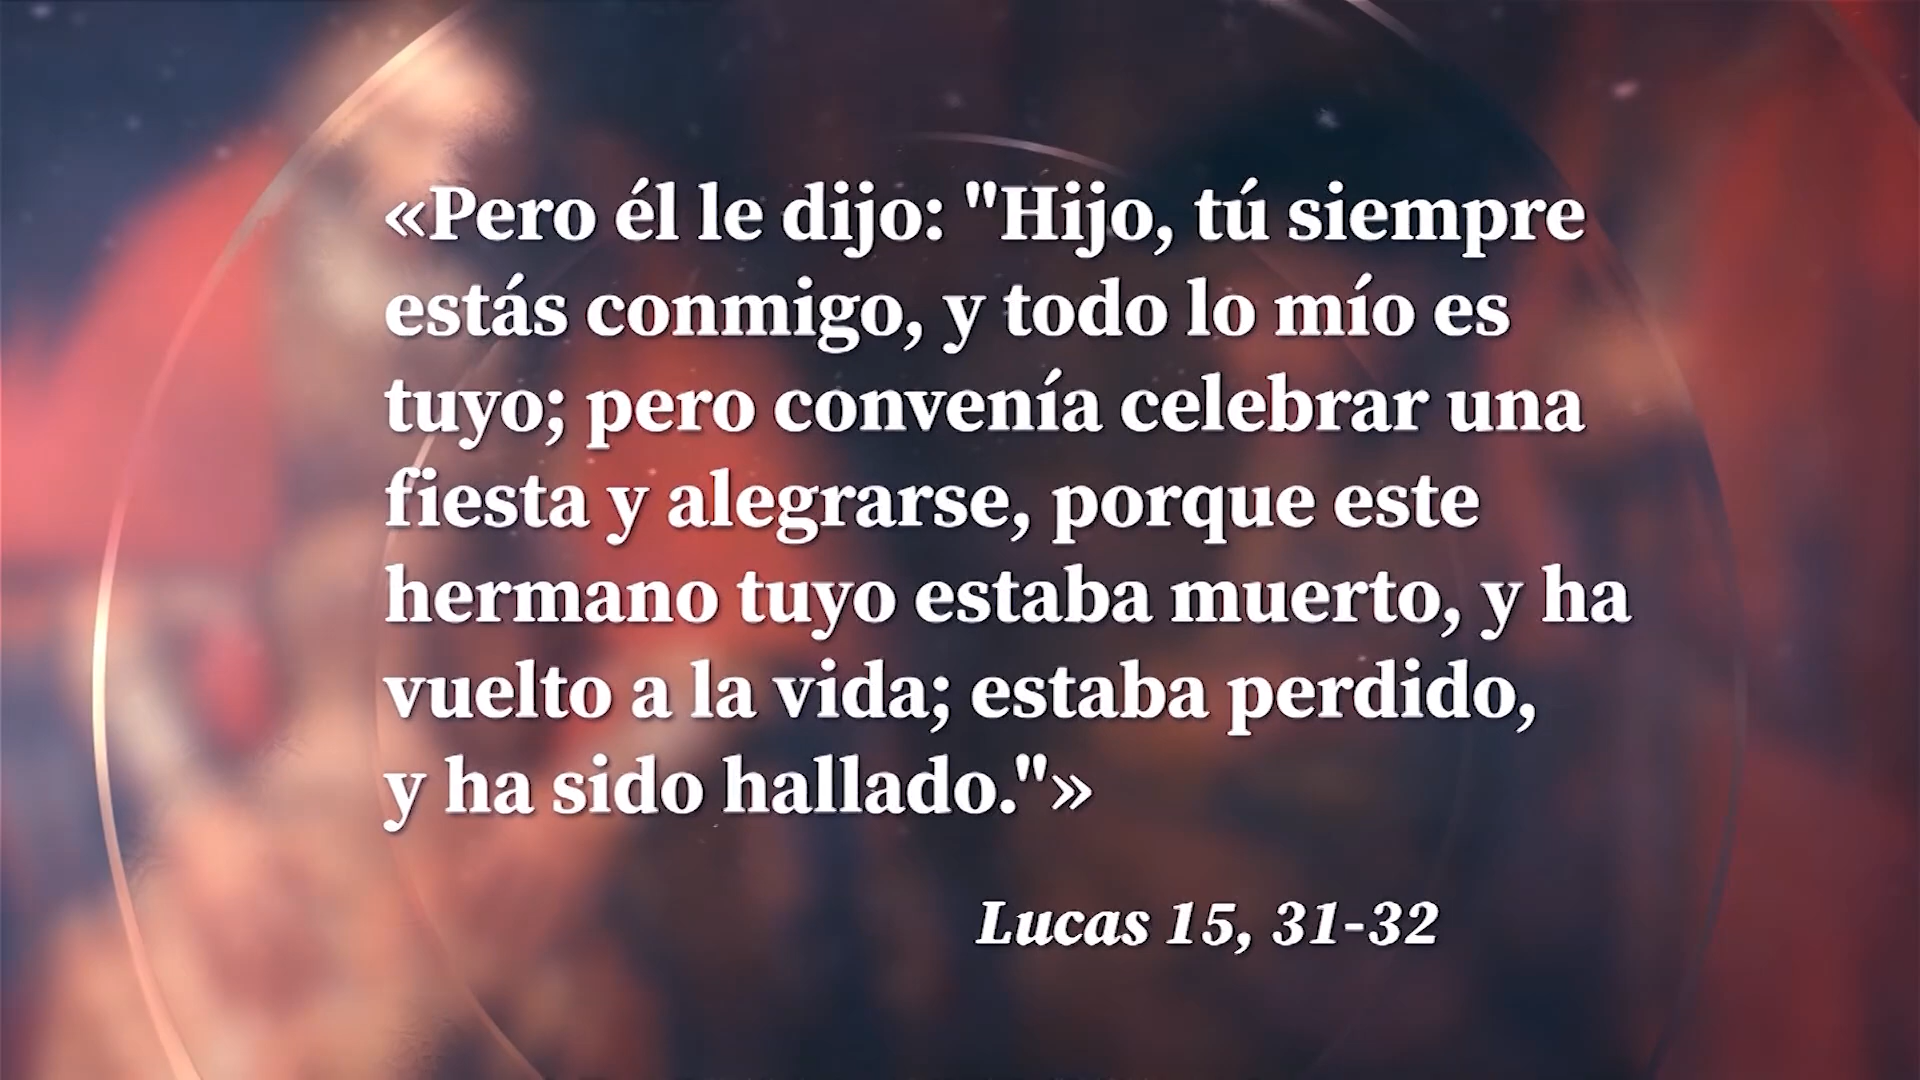 «Pero él le dijo: "Hijo, tú siempre
estás conmigo, y todo lo mío es
tuyo; pero convenía celebrar una
fiesta y alegrarse, porque este
hermano tuyo estaba muerto, y ha
vuelto a la vida; estaba perdido,
y ha sido hallado."»
Lucas 15, 31-32